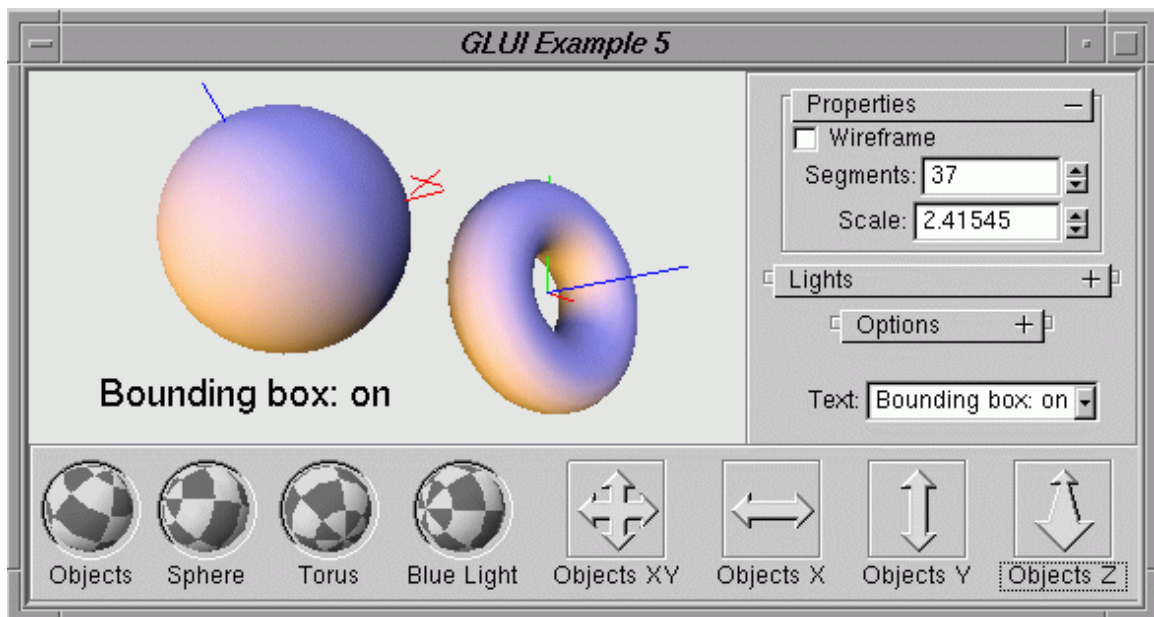 GLUI Example 5
Properties
Wireframe
Segments: 37
Scale: 2.41545
Lights
Options
Text: Bounding box: on
Bounding box: on
Objects Sphere Torus Blue Light Objects XY Objects X Objects Y Objects Z